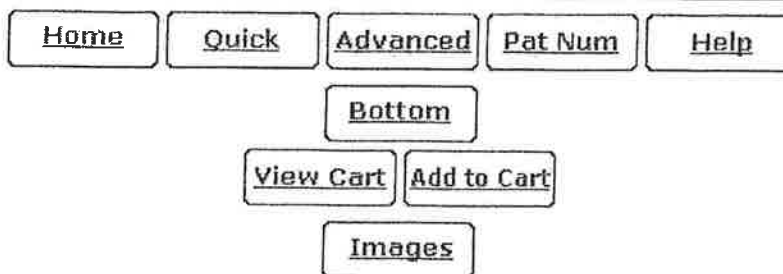 Home Quick Advanced Pat Num Help
Bottom
View Cart Add to Cart
Images